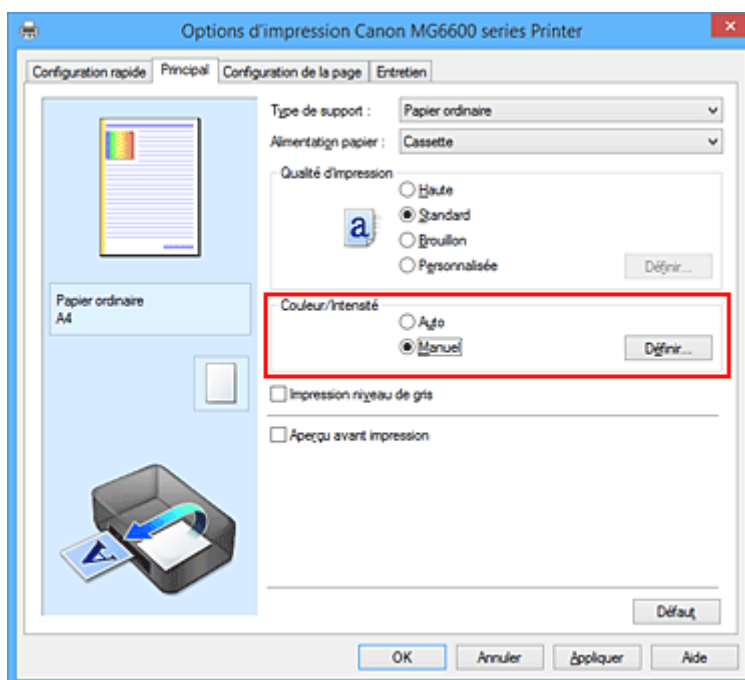 Options d'impression Canon MG6600 series Printer
Configuration rapide Principal Configuration de la page Entretien
Type de support : Papier ordinaire
Alimentation papier : Cassette
Qualité d'impression
Haute
a
Standard
Brouillon
Personnalisée Définir...
Papier ordinaire
A4
Couleur/Intensité
Auto
Manuel Définir...
Impression niveau de gris
Aperçu avant impression
A
Défaut
OK Annuler Appliquer Aide